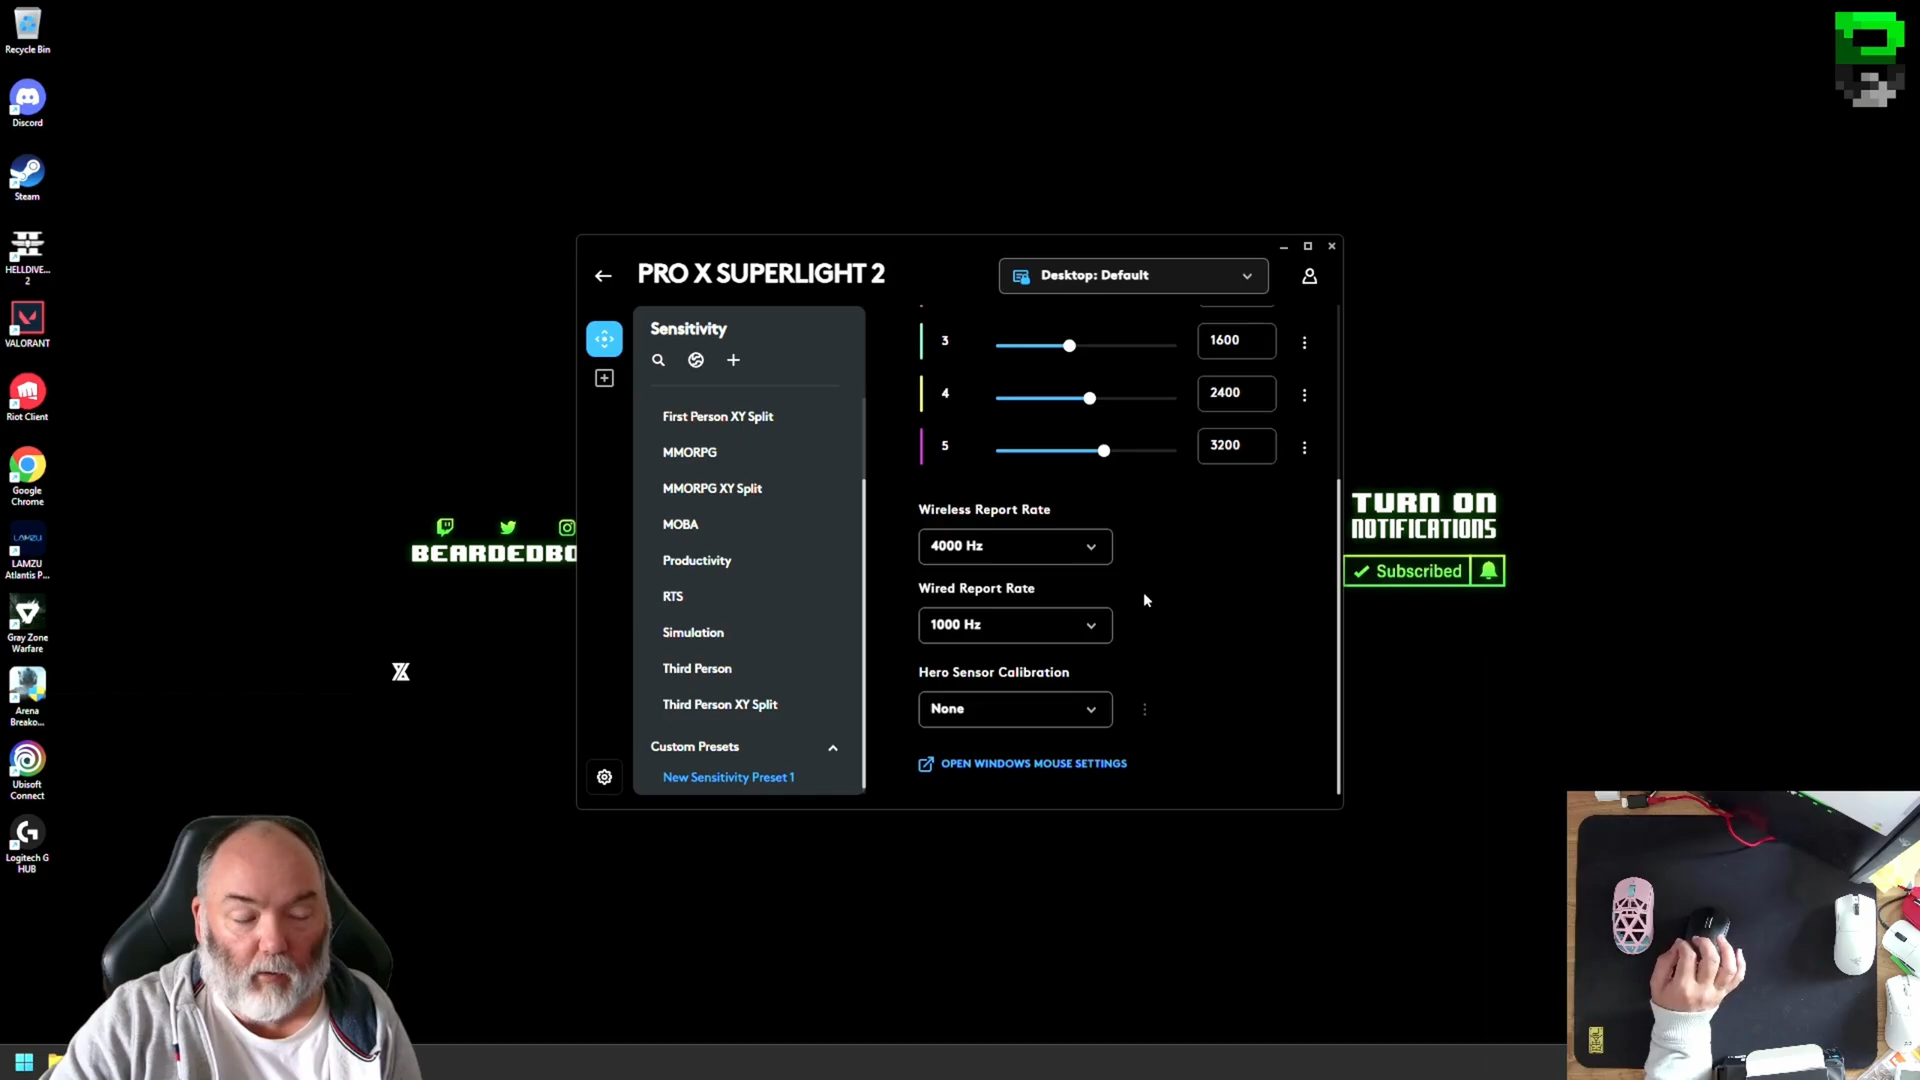 Recycle Bin
Discord
Steam
HELLDIVE...
2
VALORANT
Riot Client
Google
Chrome
LAMZU
LAMZU
Atlantis P...
Gray Zone
Warfare
Arena
Breako...
Ubisoft
Connect
Logitech G
HUB
BEARDEDBO
PRO X SUPERLIGHT 2
Desktop: Default
Sensitivity
First Person XY Split
MMORPG
MMORPG XY Split
MOBA
Productivity
RTS
Simulation
Third Person
Third Person XY Split
Custom Presets
New Sensitivity Preset 1
3 1600
4 2400
5 3200
Wireless Report Rate
4000 Hz
Wired Report Rate
1000 Hz
Hero Sensor Calibration
None
OPEN WINDOWS MOUSE SETTINGS
TURN ON
NOTIFICATIONS
Subscribed